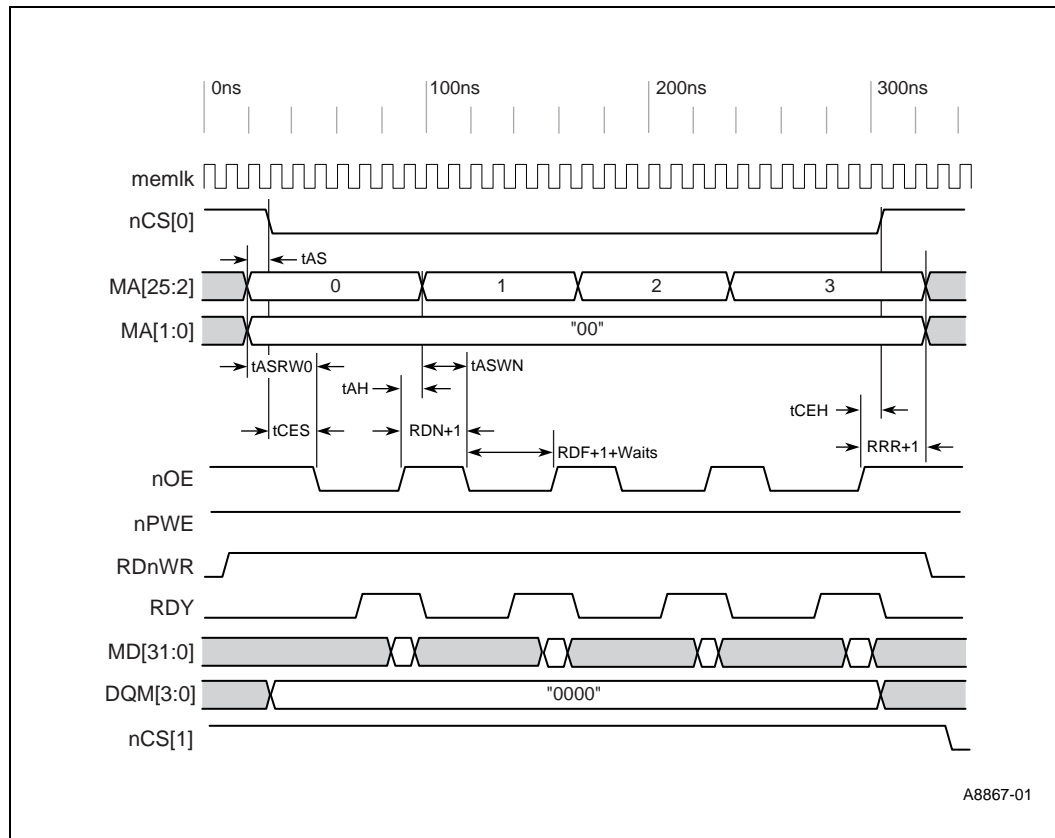 0ns 100ns 200ns 300ns
memlk
nCS[0]
tAS
MA[25:2] 0 1 2 3
MA[1:0] "00"
tASRW0 tASWN
tAH
tCEH
tCES RDN+1
RRR+1
RDF+1+Waits
nOE
nPWE
RDnWR
RDY
MD[31:0]
DQM[3:0] "0000"
nCS[1]
A8867-01